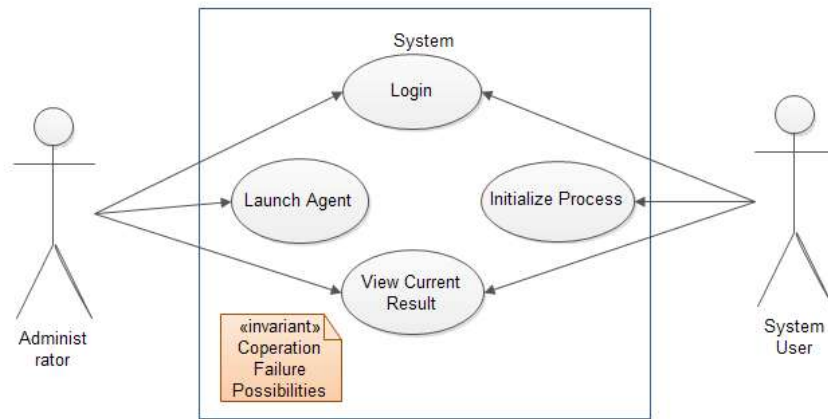 System
Login
Launch Agent
Initialize Process
View Current
Result
«invariant»
Coperation
Failure
Possibilities
Administ
rator
System
User